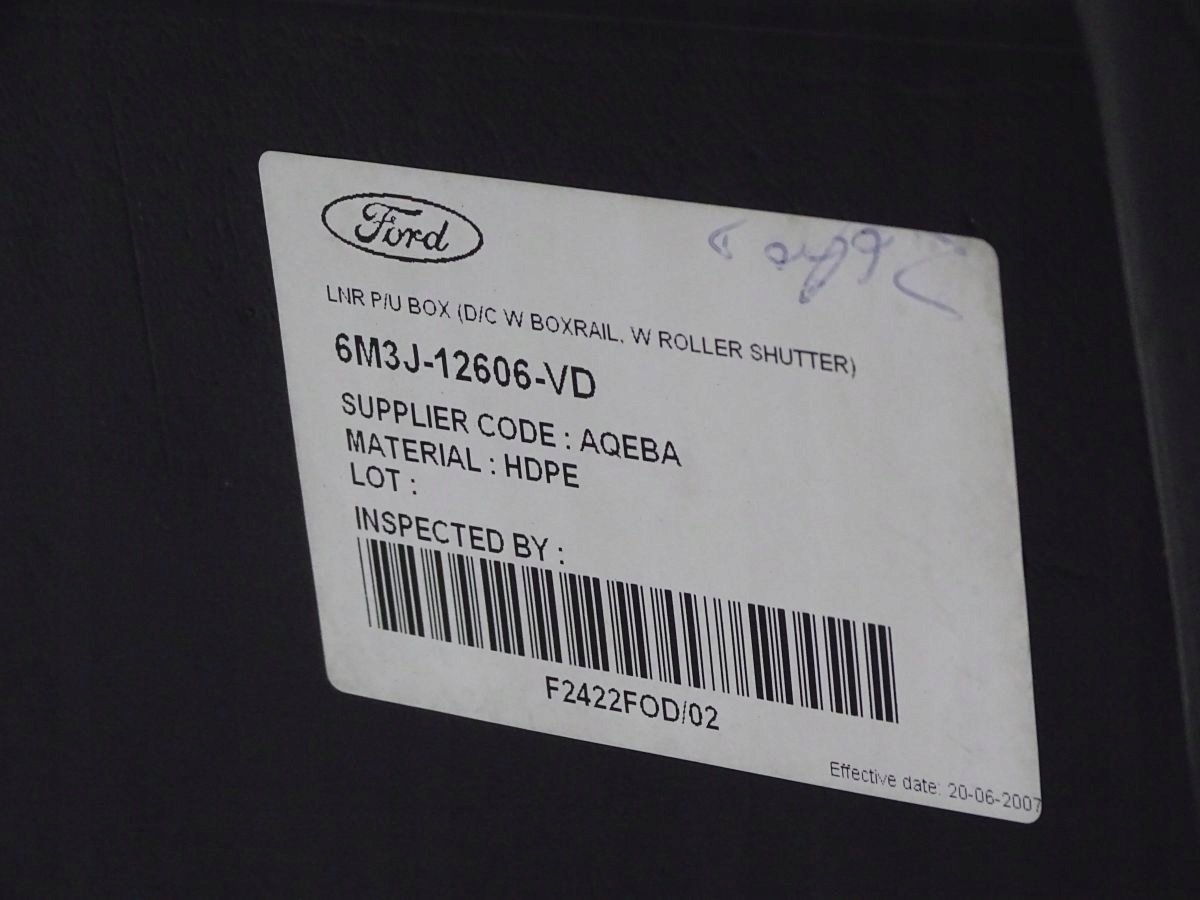 Ford
LNR P/U BOX (D/C W BOXRAIL, W ROLLER SHUTTER)
6M3J-12606-VD
SUPPLIER CODE : AQEBA
MATERIAL : HDPE
LOT :
INSPECTED BY :
F2422FOD/02
Effective date: 20-06-2007